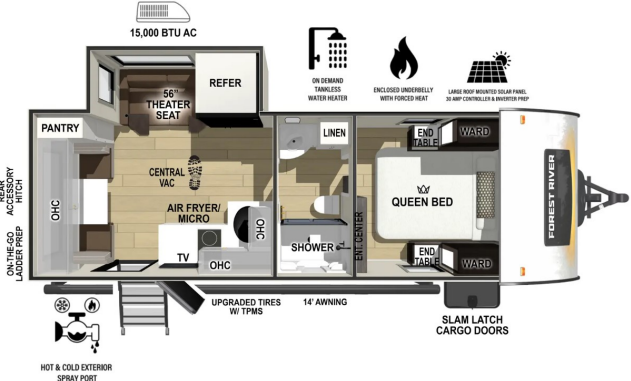 15,000 BTU AC
ON DEMAND
TANKLESS
WATER HEATER
ENCLOSED UNDERBELLY
WITH FORCED HEAT
LARGE ROOF MOUNTED SOLAR PANEL
30 AMP CONTROLLER & INVERTER PREP
56"
THEATER
SEAT
REFER
PANTRY
LINEN
END
TABLE
WARD
REAR
ACCESSORY
HITCH
ON-THE-GO
LADDER PREP
OHC
CENTRAL
VAC
AIR FRYER/
MICRO
OHC
OHC
TV
SHOWER
ENT. CENTER
QUEEN BED
END
TABLE
WARD
FOREST RIVER
UPGRADED TIRES
W/ TPMS
14' AWNING
SLAM LATCH
CARGO DOORS
HOT & COLD EXTERIOR
SPRAY PORT